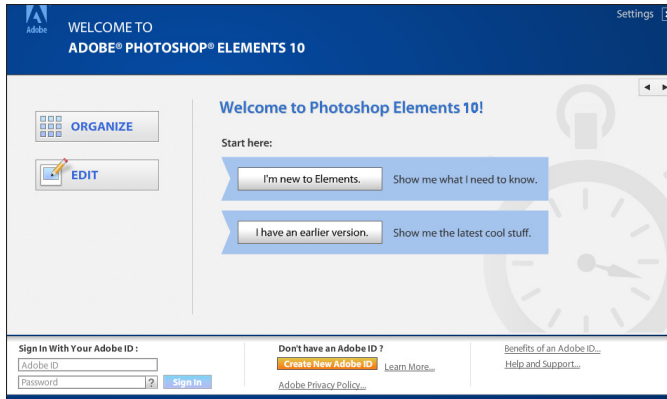 Adobe
WELCOME TO
ADOBE® PHOTOSHOP® ELEMENTS 10
Settings
ORGANIZE
EDIT
Welcome to Photoshop Elements 10!
Start here:
I'm new to Elements. Show me what I need to know.
I have an earlier version. Show me the latest cool stuff.
Sign In With Your Adobe ID :
Adobe ID
Password ? Sign In
Don't have an Adobe ID ?
Create New Adobe ID Learn More...
Adobe Privacy Policy...
Benefits of an Adobe ID...
Help and Support...